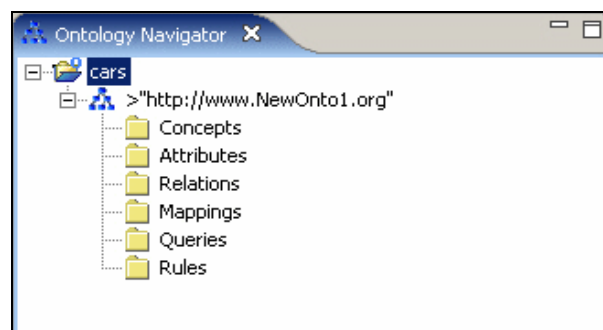 Ontology Navigator
cars
>"http://www.NewOnto1.org"
Concepts
Attributes
Relations
Mappings
Queries
Rules